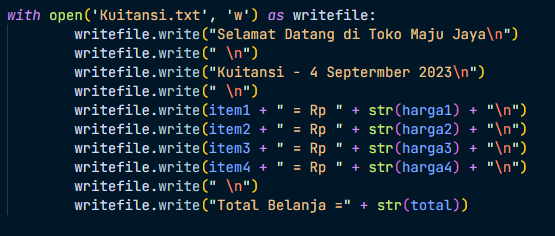 with open('Kuitansi.txt', 'w') as writefile:
writefile.write("Selamat Datang di Toko Maju Jaya\n")
writefile.write(" \n")
writefile.write("Kuitansi - 4 Septermber 2023\n")
writefile.write(" \n")
writefile.write(item1 + " = Rp " + str(harga1) + "\n")
writefile.write(item2 + " = Rp " + str(harga2) + "\n")
writefile.write(item3 + " = Rp " + str(harga3) + "\n")
writefile.write(item4 + " = Rp " + str(harga4) + "\n")
writefile.write(" \n")
writefile.write("Total Belanja =" + str(total))